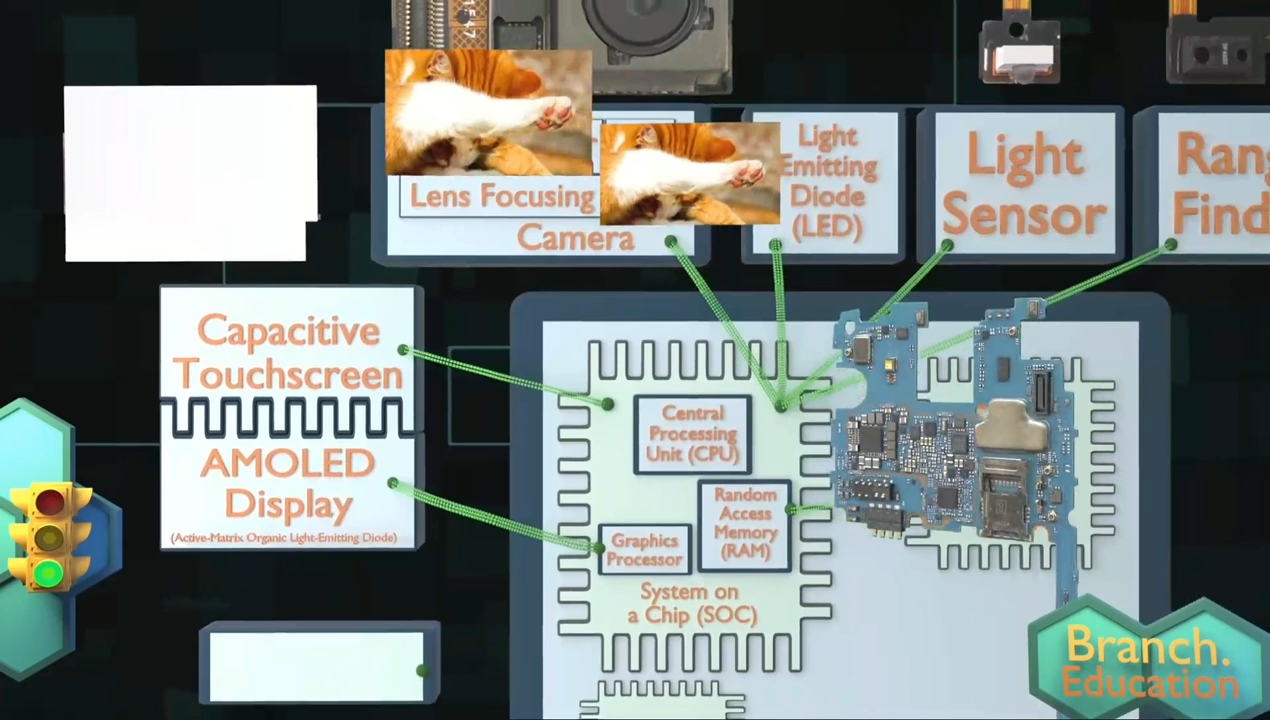 Lens Focusing
Camera
Light
Emitting
Diode
(LED)
Light
Sensor
Capacitive
Touchscreen
AMOLED
Display
(Active-Matrix Organic Light-Emitting Diode)
Central
Processing
Unit (CPU)
Random
Access
Memory
(RAM)
Graphics
Processor
System on
a Chip (SOC)
Branch.
Education